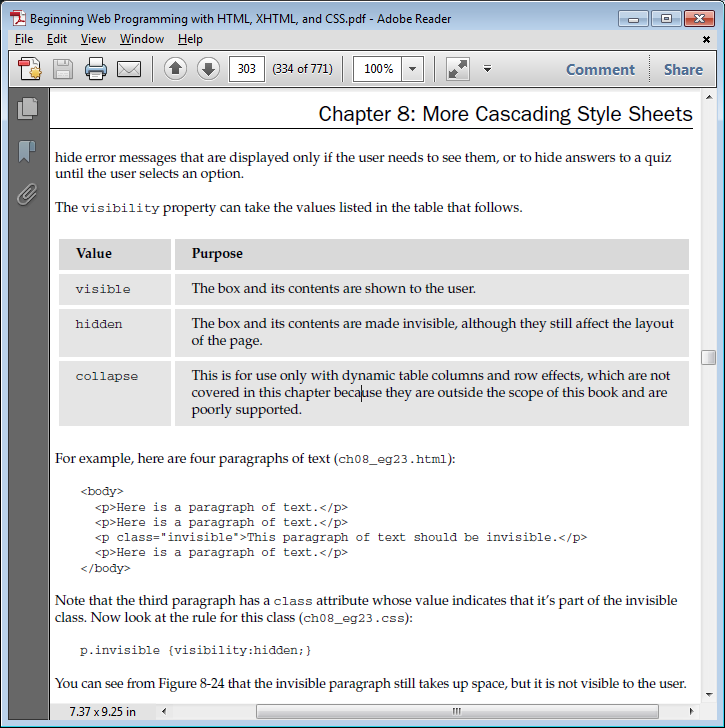 Beginning Web Programming with HTML, XHTML, and CSS.pdf - Adobe Reader
File Edit View Window Help
303 (334 of 771) 100% Comment Share
Chapter 8: More Cascading Style Sheets
hide error messages that are displayed only if the user needs to see them, or to hide answers to a quiz
until the user selects an option.
The visibility property can take the values listed in the table that follows.
Value Purpose
visible The box and its contents are shown to the user.
hidden The box and its contents are made invisible, although they still affect the layout
of the page.
collapse This is for use only with dynamic table columns and row effects, which are not
covered in this chapter because they are outside the scope of this book and are
poorly supported.
For example, here are four paragraphs of text (ch08_eg23.html):
<body>
<p>Here is a paragraph of text.</p>
<p>Here is a paragraph of text.</p>
<p class="invisible">This paragraph of text should be invisible.</p>
<p>Here is a paragraph of text.</p>
</body>
Note that the third paragraph has a class attribute whose value indicates that it's part of the invisible
class. Now look at the rule for this class (ch08_eg23.css):
p.invisible {visibility:hidden;}
You can see from Figure 8-24 that the invisible paragraph still takes up space, but it is not visible to the user.
7.37 x 9.25 in